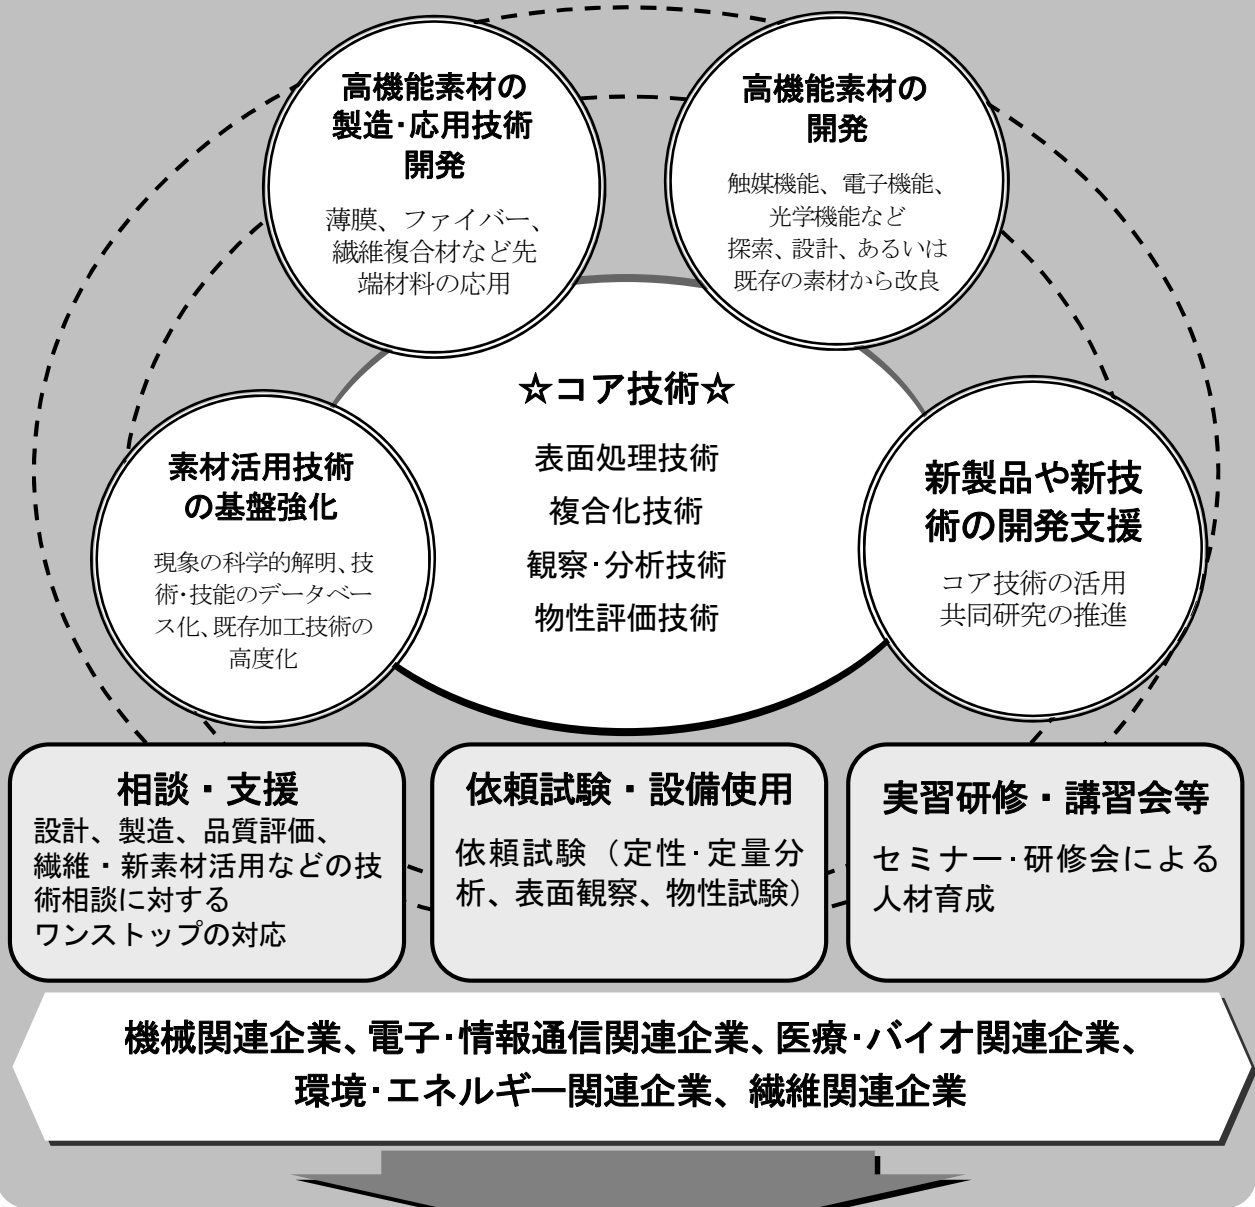 高機能素材の
製造・応用技術
開発
薄膜、ファイバー、
繊維複合材など先
端材料の応用
高機能素材の
開発
触媒機能、電子機能、
光学機能など
探索、設計、あるいは
既存の素材から改良
☆コア技術☆
表面処理技術
複合化技術
観察・分析技術
物性評価技術
素材活用技術
の基盤強化
現象の科学的解明、技
術・技能のデータベー
ス化、既存加工技術の
高度化
新製品や新技
術の開発支援
コア技術の活用
共同研究の推進
相談・支援
設計、製造、品質評価、
繊維・新素材活用などの技
術相談に対する
ワンストップの対応
依頼試験・設備使用
依頼試験（定性・定量分
析、表面観察、物性試験）
実習研修・講習会等
セミナー・研修会による
人材育成
機械関連企業、電子・情報通信関連企業、医療・バイオ関連企業、
環境・エネルギー関連企業、繊維関連企業